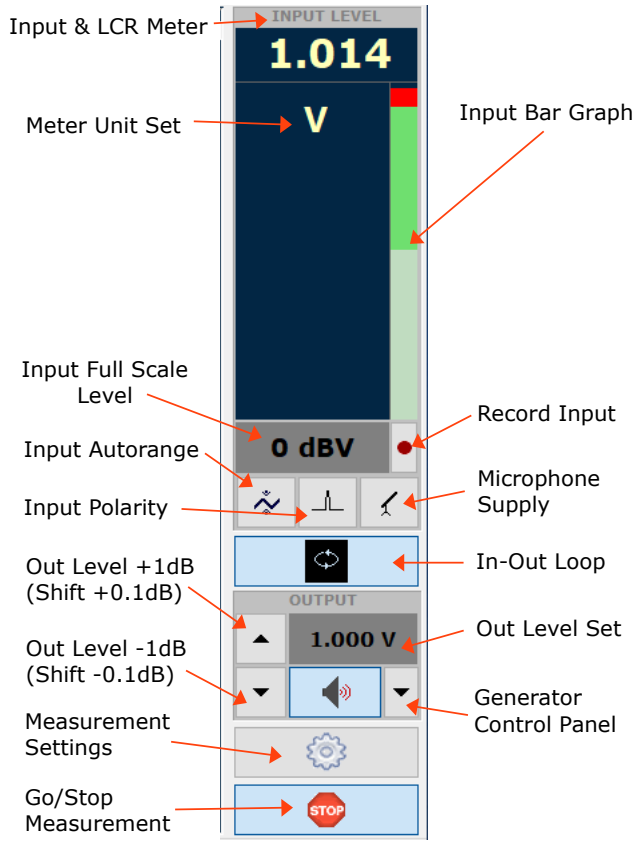 Input & LCR Meter
INPUT LEVEL
1.014
Meter Unit Set
V
Input Bar Graph
Input Full Scale
Level
0 dBV
Record Input
Input Autorange
Input Polarity
Microphone
Supply
In-Out Loop
Out Level +1dB
(Shift +0.1dB)
OUTPUT
1.000 V
Out Level Set
Out Level -1dB
(Shift -0.1dB)
Generator
Control Panel
Measurement
Settings
Go/Stop
Measurement
STOP